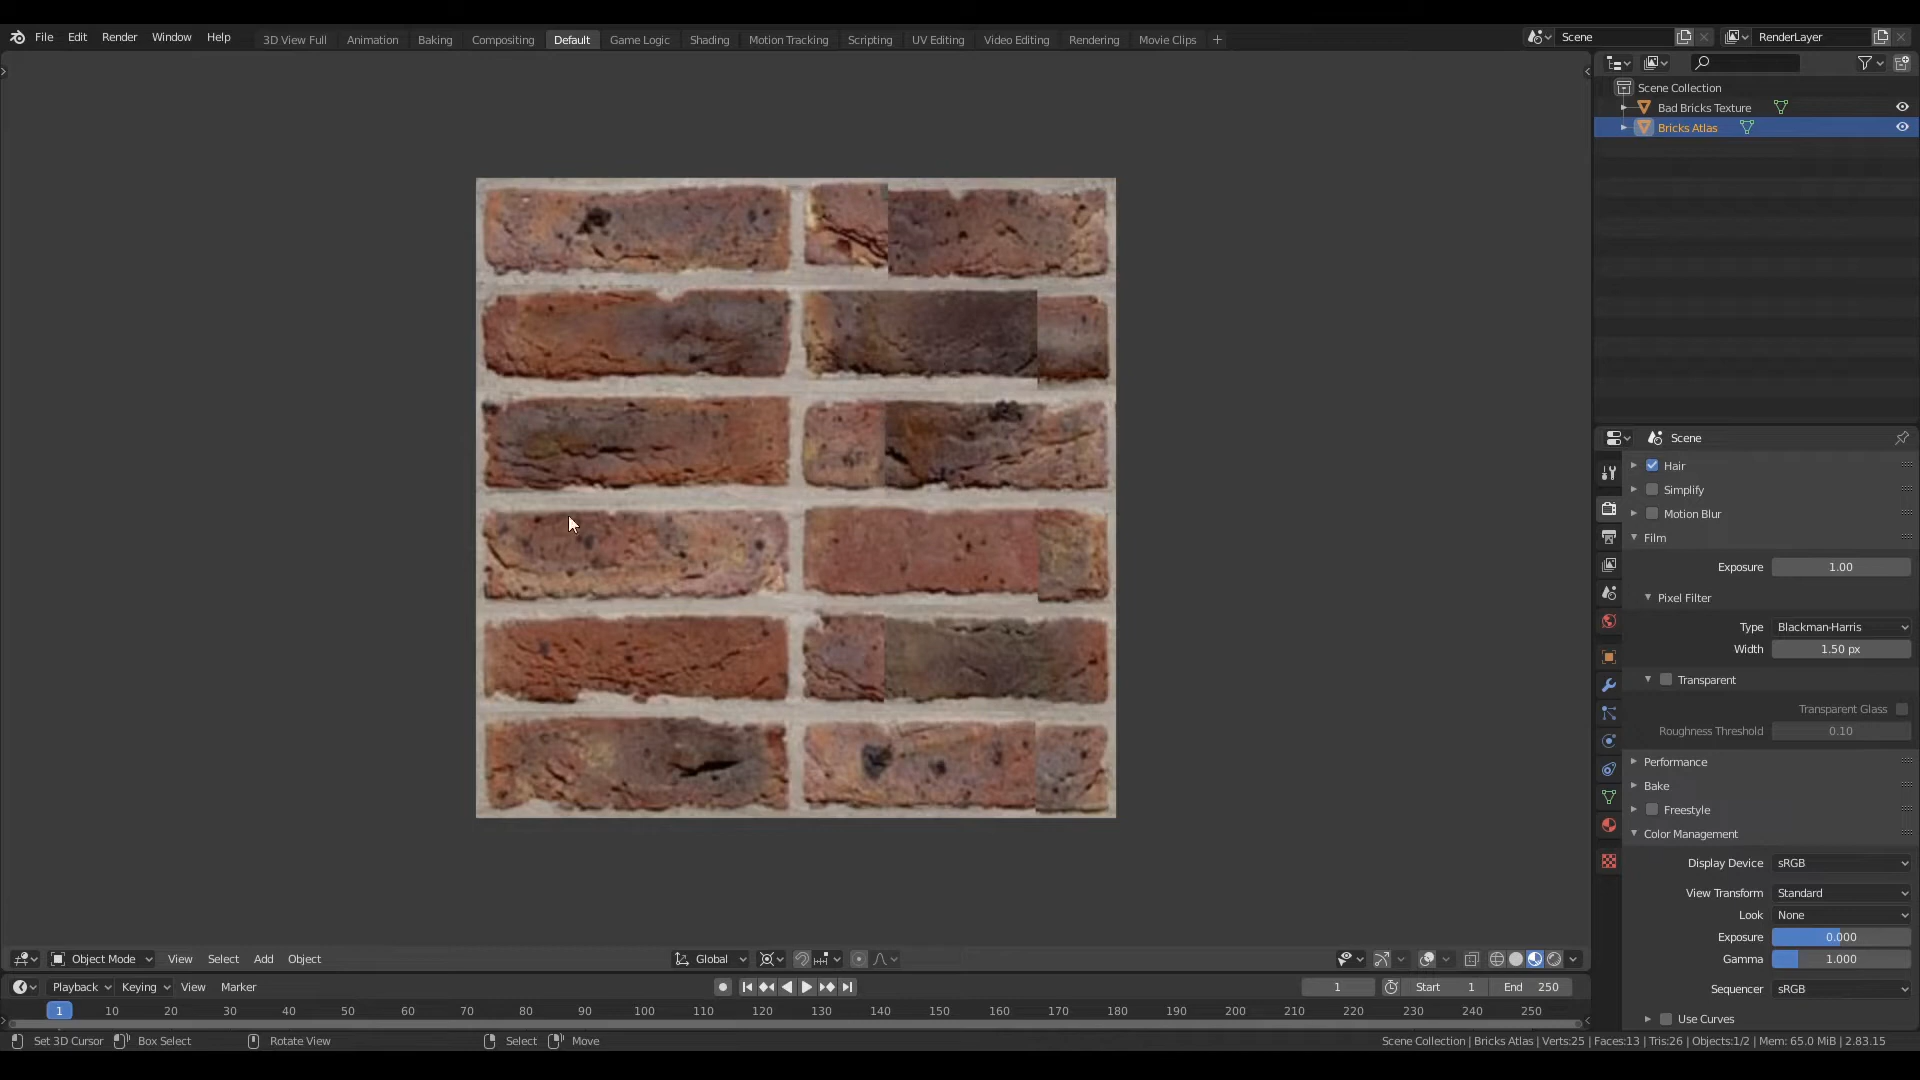 File Edit Render Window Help
3D View Full Animation Baking Compositing Default Game Logic Shading Motion Tracking Scripting UV Editing Video Editing Rendering Movie Clips +
Scene
RenderLayer
Scene Collection
Bad Bricks Texture
Bricks Atlas
Scene
Hair
Simplify
Motion Blur
Film
Exposure 1.00
Pixel Filter
Type Blackman-Harris
Width 1.50 px
Transparent
Transparent Glass
Roughness Threshold 0.10
Performance
Bake
Freestyle
Color Management
Display Device sRGB
View Transform Standard
Look None
Exposure 0.000
Gamma 1.000
Sequencer sRGB
Use Curves
Object Mode View Select Add Object Global
Playback Keying View Marker 1 Start 1 End 250
1 10 20 30 40 50 60 70 80 90 100 110 120 130 140 150 160 170 180 190 200 210 220 230 240 250
Set 3D Cursor Box Select Rotate View Select Move Scene Collection | Bricks Atlas | Verts:25 | Faces:13 | Tris:26 | Objects:1/2 | Mem: 65.0 MiB | 2.83.15